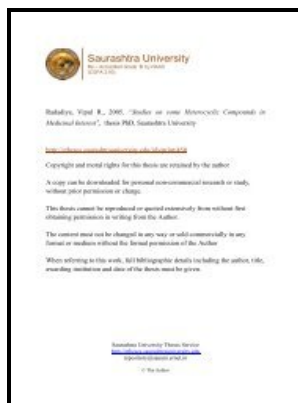 Saurashtra University
Re – Accredited Grade 'B' by NAAC
(CGPA 2.93)
Vipul R., 2005, "Studies on some Heterocyclic Compounds in
Medicinal Interest", thesis PhD, Saurashtra University
Copyright and moral rights for this thesis are retained by the author
A copy can be downloaded for personal non-commercial research or study,
without prior permission or charge.
This thesis cannot be reproduced or quoted extensively from without first
obtaining permission in writing from the Author.
The content must not be changed in any way or sold commercially in any
format or medium without the formal permission of the Author
When referring to this work, full bibliographic details including the author, title,
awarding institution and date of the thesis must be given.
Saurashtra University Theses Service
© The Author